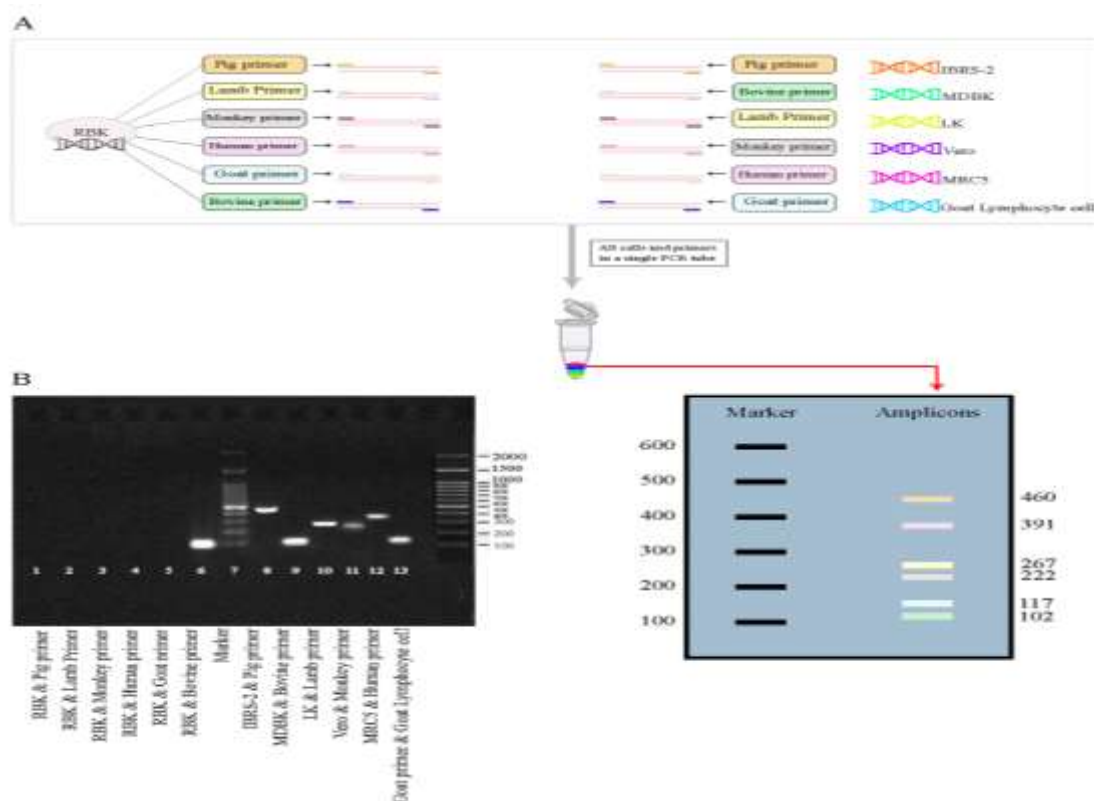 A
Pig primer
Lamb Primer
Monkey primer
Human primer
Goat primer
Bovine primer
RBK
Pig primer
Bovine primer
Lamb Primer
Monkey primer
Human primer
Goat primer
IBRS-2
MDBK
LK
Vero
MRC5
Goat Lymphocyte cell
All cells and primers
in a single PCR tube
B
2000
1500
1000
200
100
1 2 3 4 5 6 7 8 9 10 11 12 13
RBK & Pig primer
RBK & Lamb Primer
RBK & Monkey primer
RBK & Human primer
RBK & Goat primer
RBK & Bovine primer
Marker
IBRS-2 & Pig primer
MDBK & Bovine primer
LK & Lamb primer
Vero & Monkey primer
MRC5 & Human primer
Goat primer & Goat Lymphocyte cell
Marker Amplicons
600
500
400
300
200
100
460
391
267
222
117
102